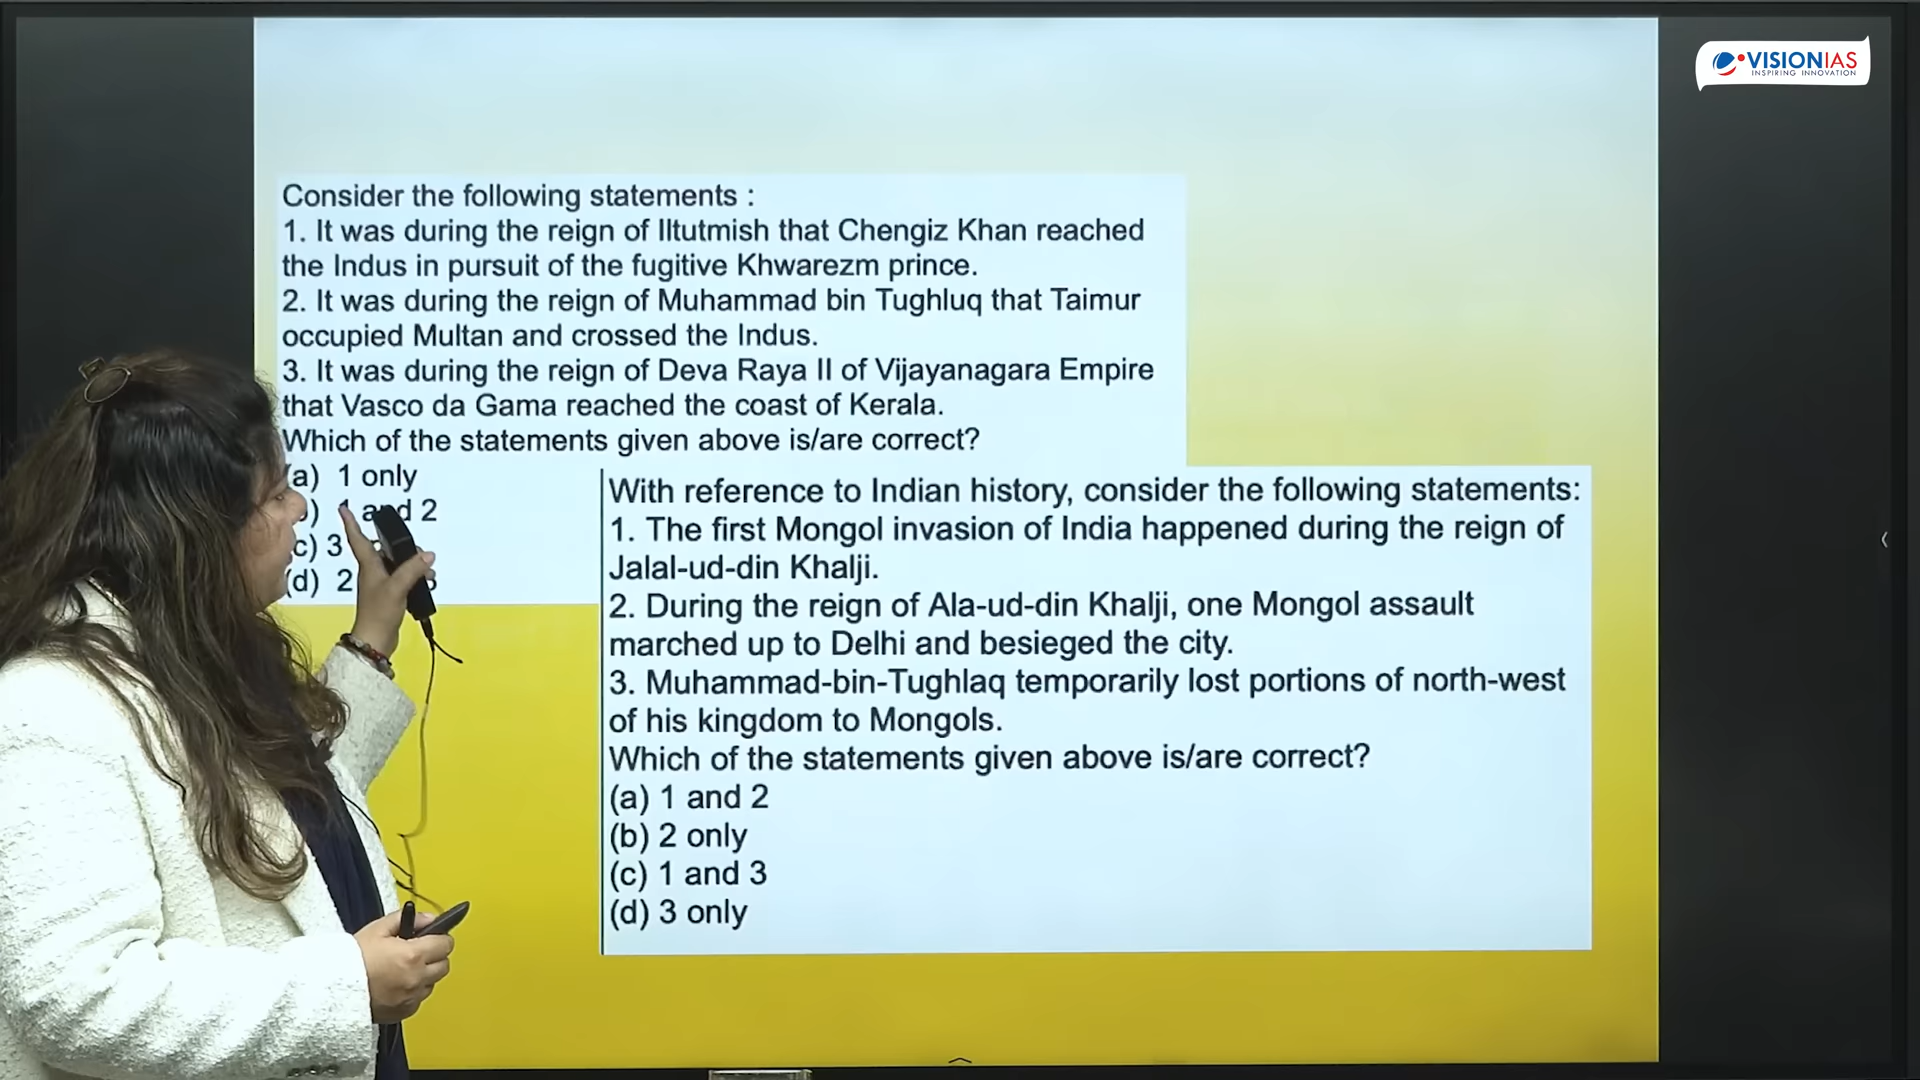 VISIONIAS
INSPIRING INNOVATION
Consider the following statements :
1. It was during the reign of Iltutmish that Chengiz Khan reached
the Indus in pursuit of the fugitive Khwarezm prince.
2. It was during the reign of Muhammad bin Tughluq that Taimur
occupied Multan and crossed the Indus.
3. It was during the reign of Deva Raya II of Vijayanagara Empire
that Vasco da Gama reached the coast of Kerala.
Which of the statements given above is/are correct?
(a) 1 only
) 1 and 2
c) 3
(d) 2
With reference to Indian history, consider the following statements:
1. The first Mongol invasion of India happened during the reign of
Jalal-ud-din Khalji.
2. During the reign of Ala-ud-din Khalji, one Mongol assault
marched up to Delhi and besieged the city.
3. Muhammad-bin-Tughlaq temporarily lost portions of north-west
of his kingdom to Mongols.
Which of the statements given above is/are correct?
(a) 1 and 2
(b) 2 only
(c) 1 and 3
(d) 3 only